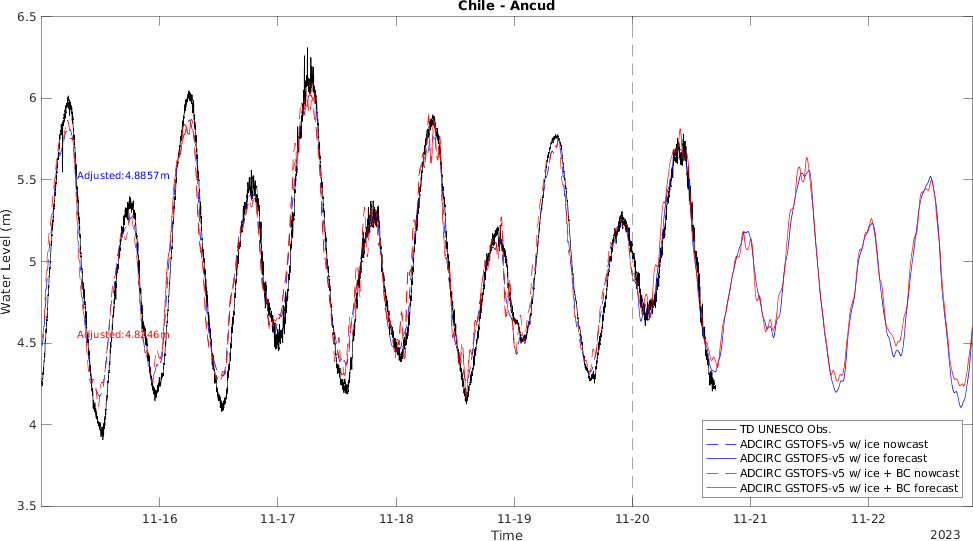 Chile - Ancud
6.5
6
5.5
5
4.5
4
3.5
Water Level (m)
Adjusted:4.8857m
Adjusted:4.8846m
11-16
11-17
11-18
11-19
11-20
11-21
11-22
Time
2023
TD UNESCO Obs.
ADCIRC GSTOFS-v5 w/ ice nowcast
ADCIRC GSTOFS-v5 w/ ice forecast
ADCIRC GSTOFS-v5 w/ ice + BC nowcast
ADCIRC GSTOFS-v5 w/ ice + BC forecast